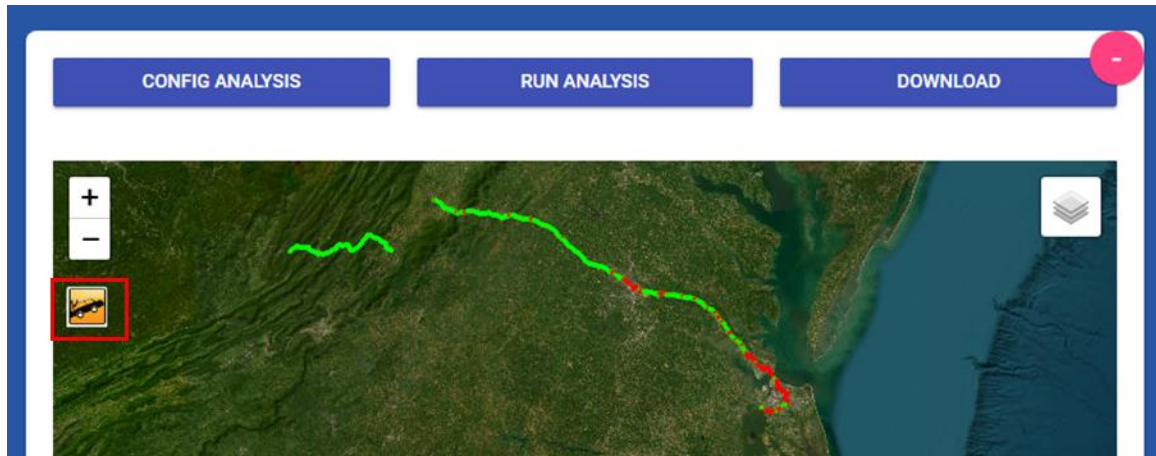 CONFIG ANALYSIS
RUN ANALYSIS
DOWNLOAD
-
+
−